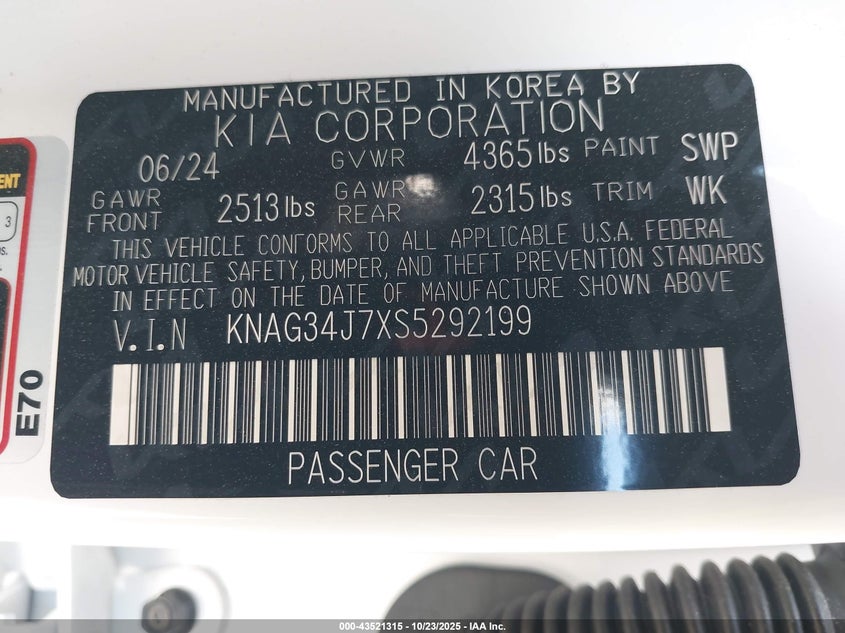 MANUFACTURED IN KOREA BY
KIA CORPORATION
06/24 GVWR 4365 lbs PAINT SWP
GAWR FRONT 2513 lbs GAWR REAR 2315 lbs TRIM WK
THIS VEHICLE CONFORMS TO ALL APPLICABLE U.S.A. FEDERAL
MOTOR VEHICLE SAFETY, BUMPER, AND THEFT PREVENTION STANDARDS
IN EFFECT ON THE DATE OF MANUFACTURE SHOWN ABOVE
V.I.N KNAG34J7XS5292199
PASSENGER CAR
3
E70
000-43521315 - 10/23/2025 - IAA Inc.